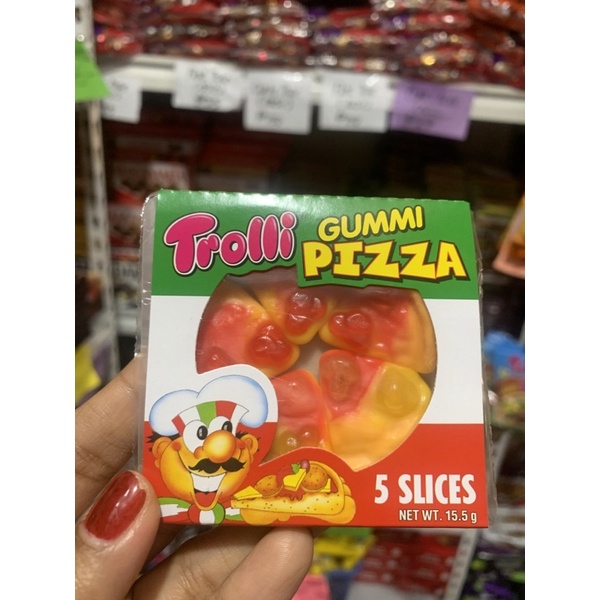 Trolli
GUMMI
PIZZA
5 SLICES
NET WT. 15.5 g